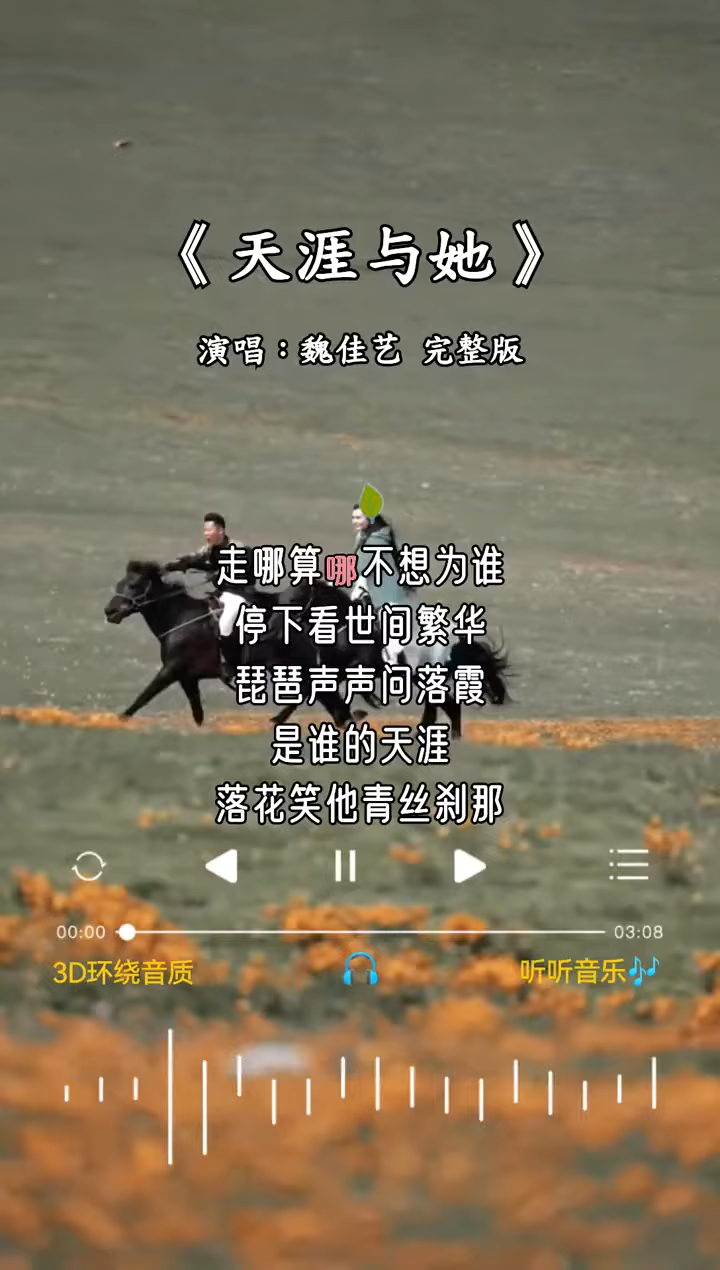 《天涯与她》
演唱：魏佳艺 完整版
走哪算哪不想为谁
停下看世间繁华
琵琶声声问落霞
是谁的天涯
落花笑他青丝刹那
00:00 03:08
3D环绕音质 🎧 听听音乐🎶